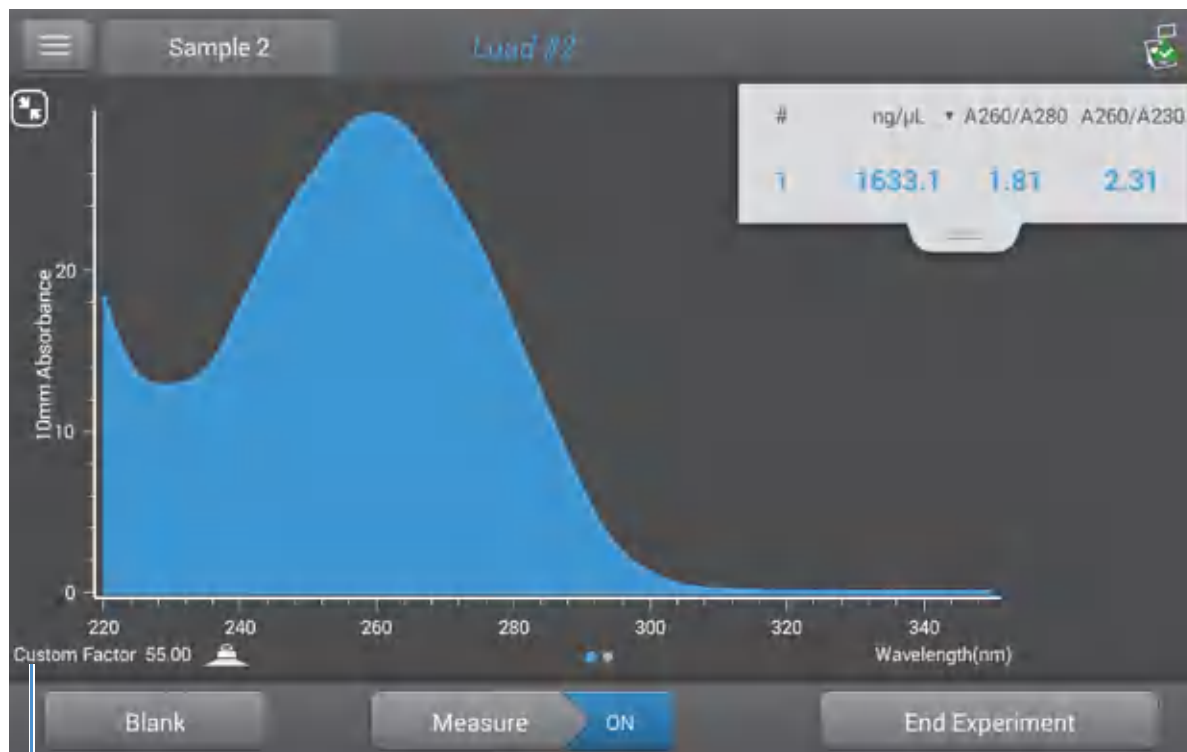 Sample 2 Load #2
# ng/µL ▾ A260/A280 A260/A230
1 1633.1 1.81 2.31
10mm Absorbance
20
10
0
220 240 260 280 300 320 340
Custom Factor 55.00 Wavelength(nm)
Blank Measure ON End Experiment